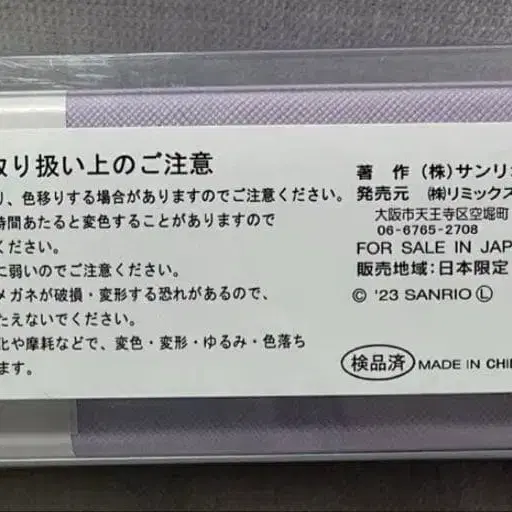 取り扱い上のご注意
り、色移りする場合がありますのでご注意ください。
時間あたると変色することがありますので
ください。
に弱いのでご注意ください。
メガネが破損・変形する恐れがあるので、
たえないでください。
化や摩耗などで、変色・変形・ゆるみ・色落ち
ます。
著 作 (株)サンリ
発売元 ㈱リミックス
大阪市天王寺区空堀町
06-6765-2708
FOR SALE IN JAP
販売地域:日本限定
© '23 SANRIO Ⓛ
検品済 MADE IN CHI